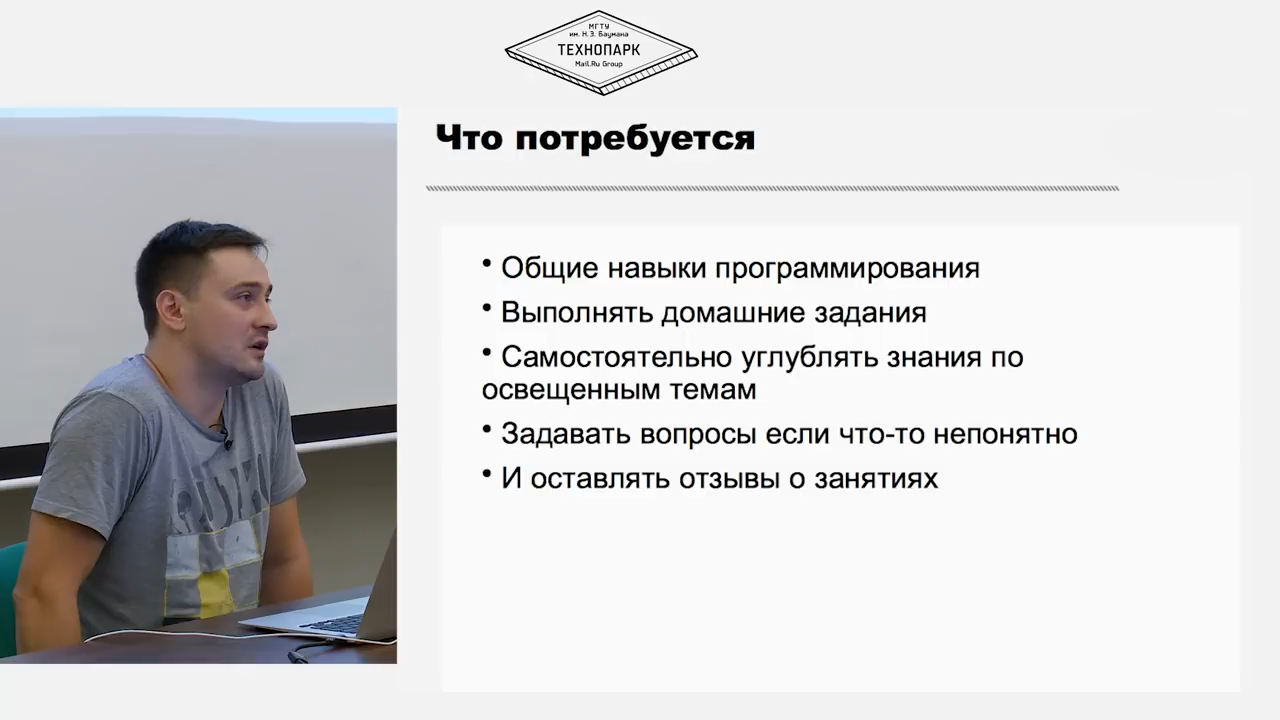 МГТУ
им. Н.Э. Баумана
ТЕХНОПАРК
Mail.Ru Group
Что потребуется
• Общие навыки программирования
• Выполнять домашние задания
• Самостоятельно углублять знания по
освещенным темам
• Задавать вопросы если что-то непонятно
• И оставлять отзывы о занятиях